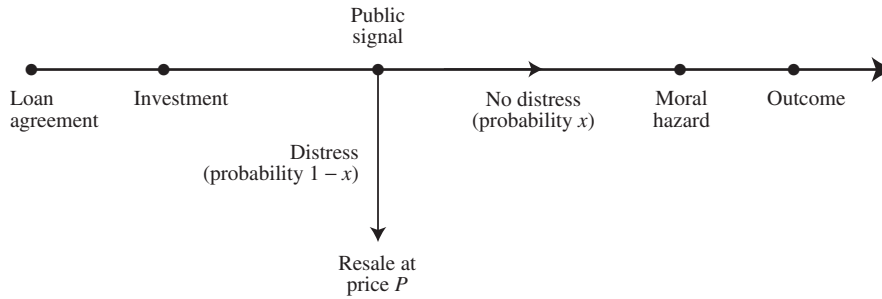 Public
signal
Loan
agreement
Investment
No distress
(probability x)
Moral
hazard
Outcome
Distress
(probability 1 – x)
Resale at
price P